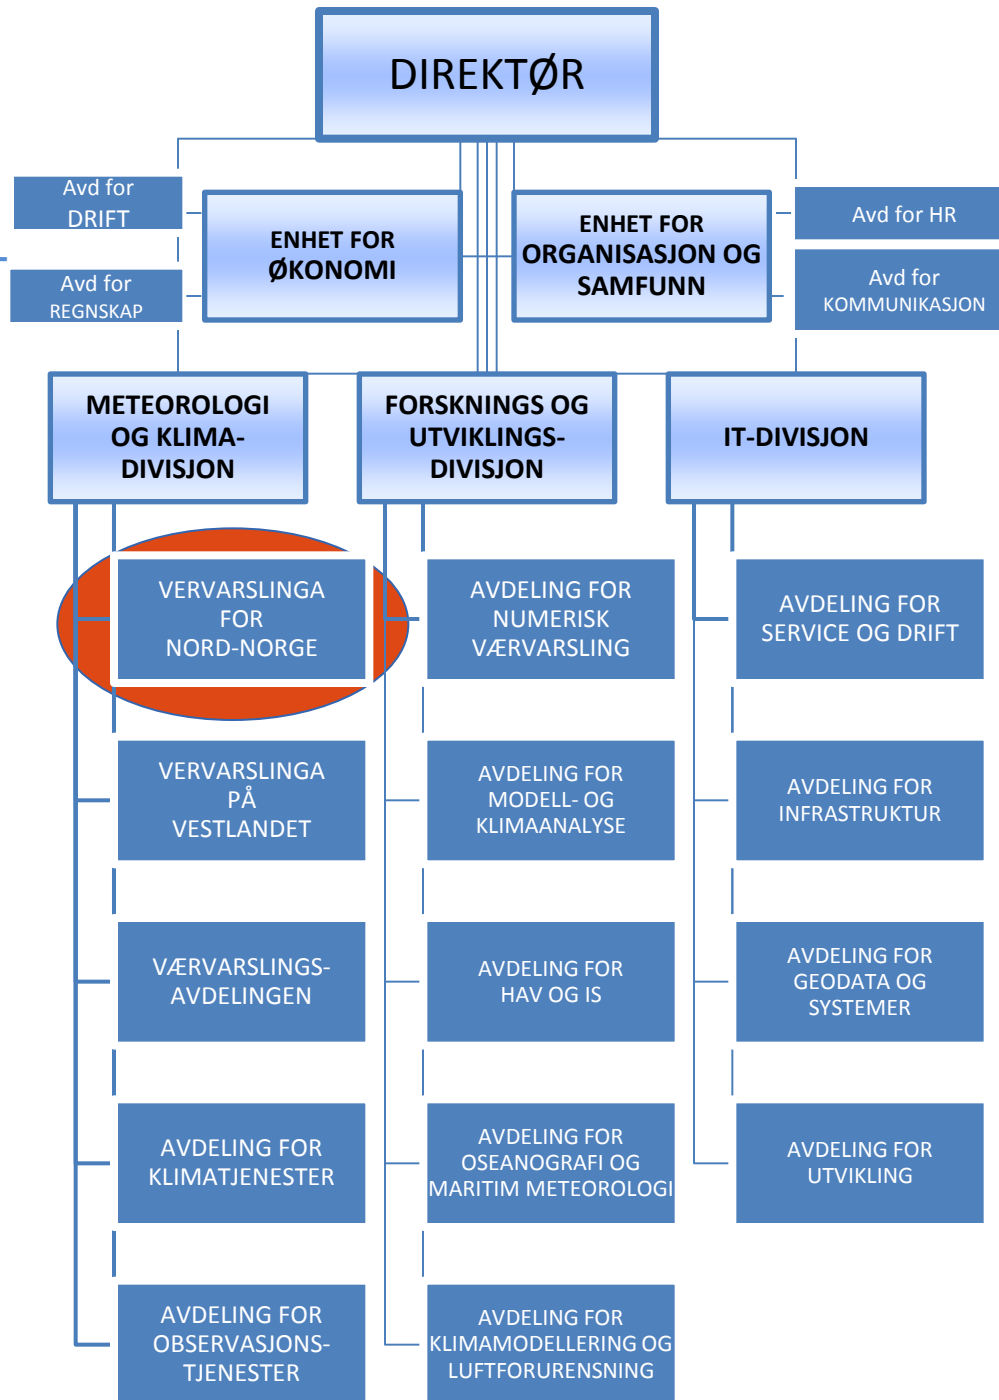 DIREKTØR
Avd for
DRIFT
Avd for
REGNSKAP
ENHET FOR
ØKONOMI
ENHET FOR
ORGANISASJON OG
SAMFUNN
Avd for HR
Avd for
KOMMUNIKASJON
METEOROLOGI
OG KLIMA-
DIVISJON
FORSKNINGS OG
UTVIKLINGS-
DIVISJON
IT-DIVISJON
VERVARSLINGA
FOR
NORD-NORGE
VERVARSLINGA
PÅ
VESTLANDET
VÆRVARSLINGS-
AVDELINGEN
AVDELING FOR
KLIMATJENESTER
AVDELING FOR
OBSERVASJONS-
TJENESTER
AVDELING FOR
NUMERISK
VÆRVARSLING
AVDELING FOR
MODELL- OG
KLIMAANALYSE
AVDELING FOR
HAV OG IS
AVDELING FOR
OSEANOGRAFI OG
MARITIM METEOROLOGI
AVDELING FOR
KLIMAMODELLERING OG
LUFTFORURENSNING
AVDELING FOR
SERVICE OG DRIFT
AVDELING FOR
INFRASTRUKTUR
AVDELING FOR
GEODATA OG
SYSTEMER
AVDELING FOR
UTVIKLING